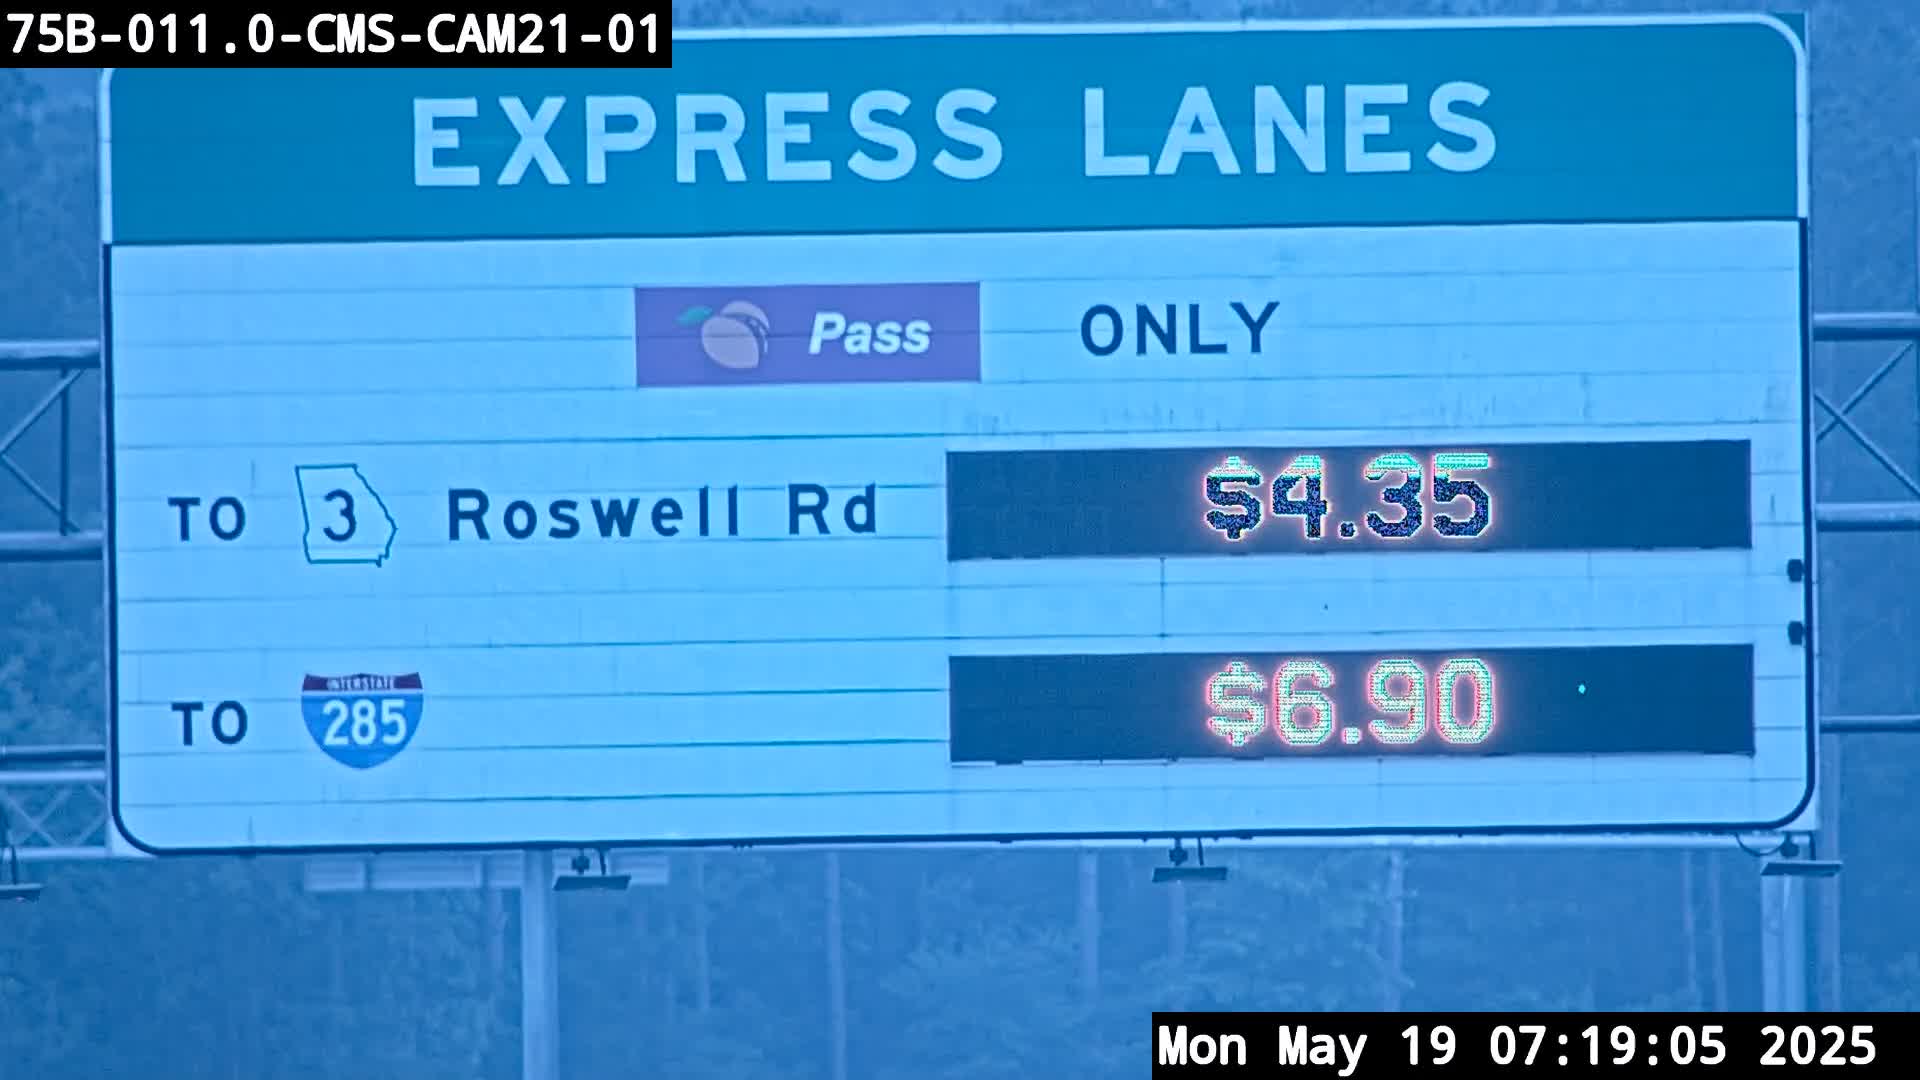 75B-011.0-CMS-CAM21-01
EXPRESS LANES
Pass ONLY
TO 3 Roswell Rd $4.35
TO INTERSTATE 285 $6.90
Mon May 19 07:19:05 2025